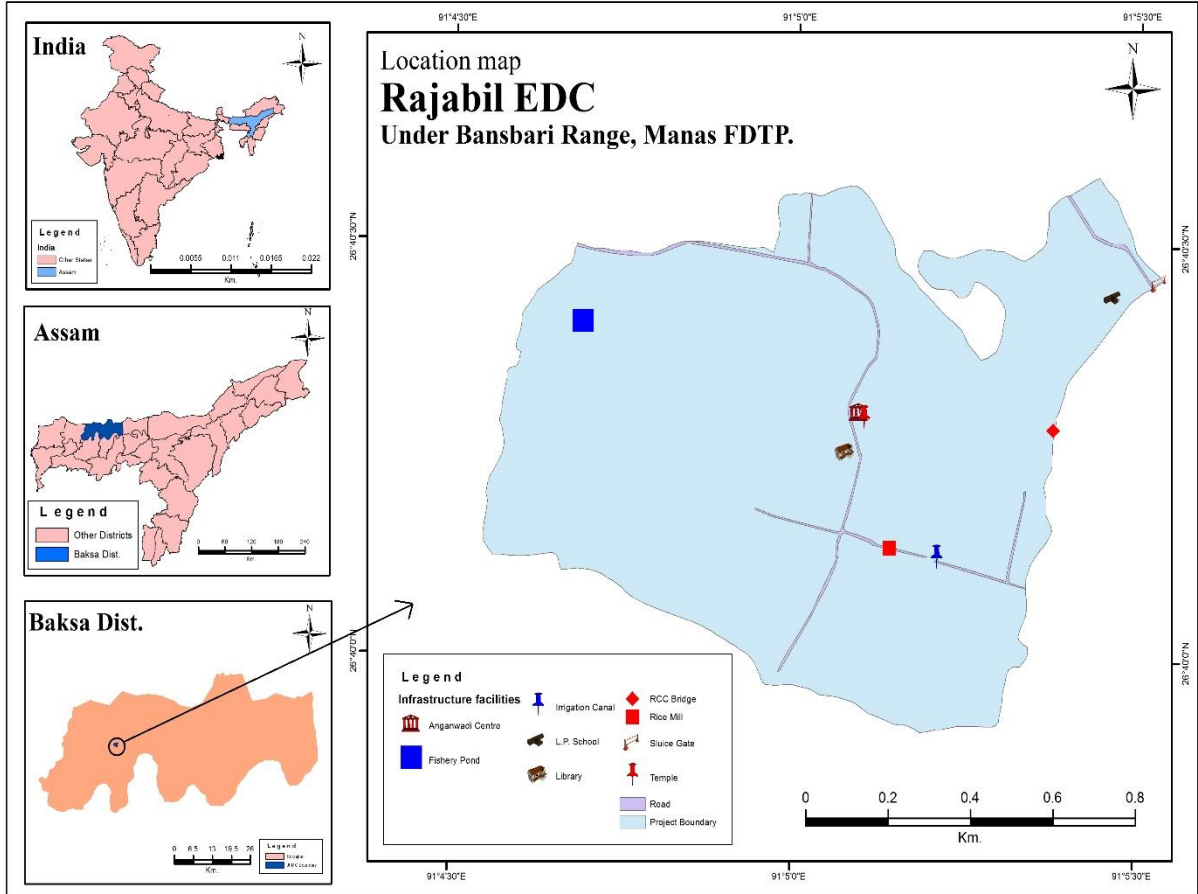 India
N
Legend
India
Other States
Assam
0 0.0055 0.011 0.0165 0.022
Km.
Assam
N
Legend
Other Districts
Baksa Dist.
0 60 120 180 240
Km.
Baksa Dist.
N
0 6.5 13 19.5 26
Km.
Legend
91°4'30"E 91°5'0"E 91°5'30"E
Location map
Rajabil EDC
Under Bansbari Range, Manas FDTP.
N
26°40'30"N 26°40'30"N
26°40'0"N 26°40'0"N
Legend
Infrastructure facilities
Anganwadi Centre
Fishery Pond
Irrigation Canal
L.P. School
Library
RCC Bridge
Rice Mill
Sluice Gate
Temple
Road
Project Boundary
0 0.2 0.4 0.6 0.8
Km.
91°4'30"E 91°5'0"E 91°5'30"E